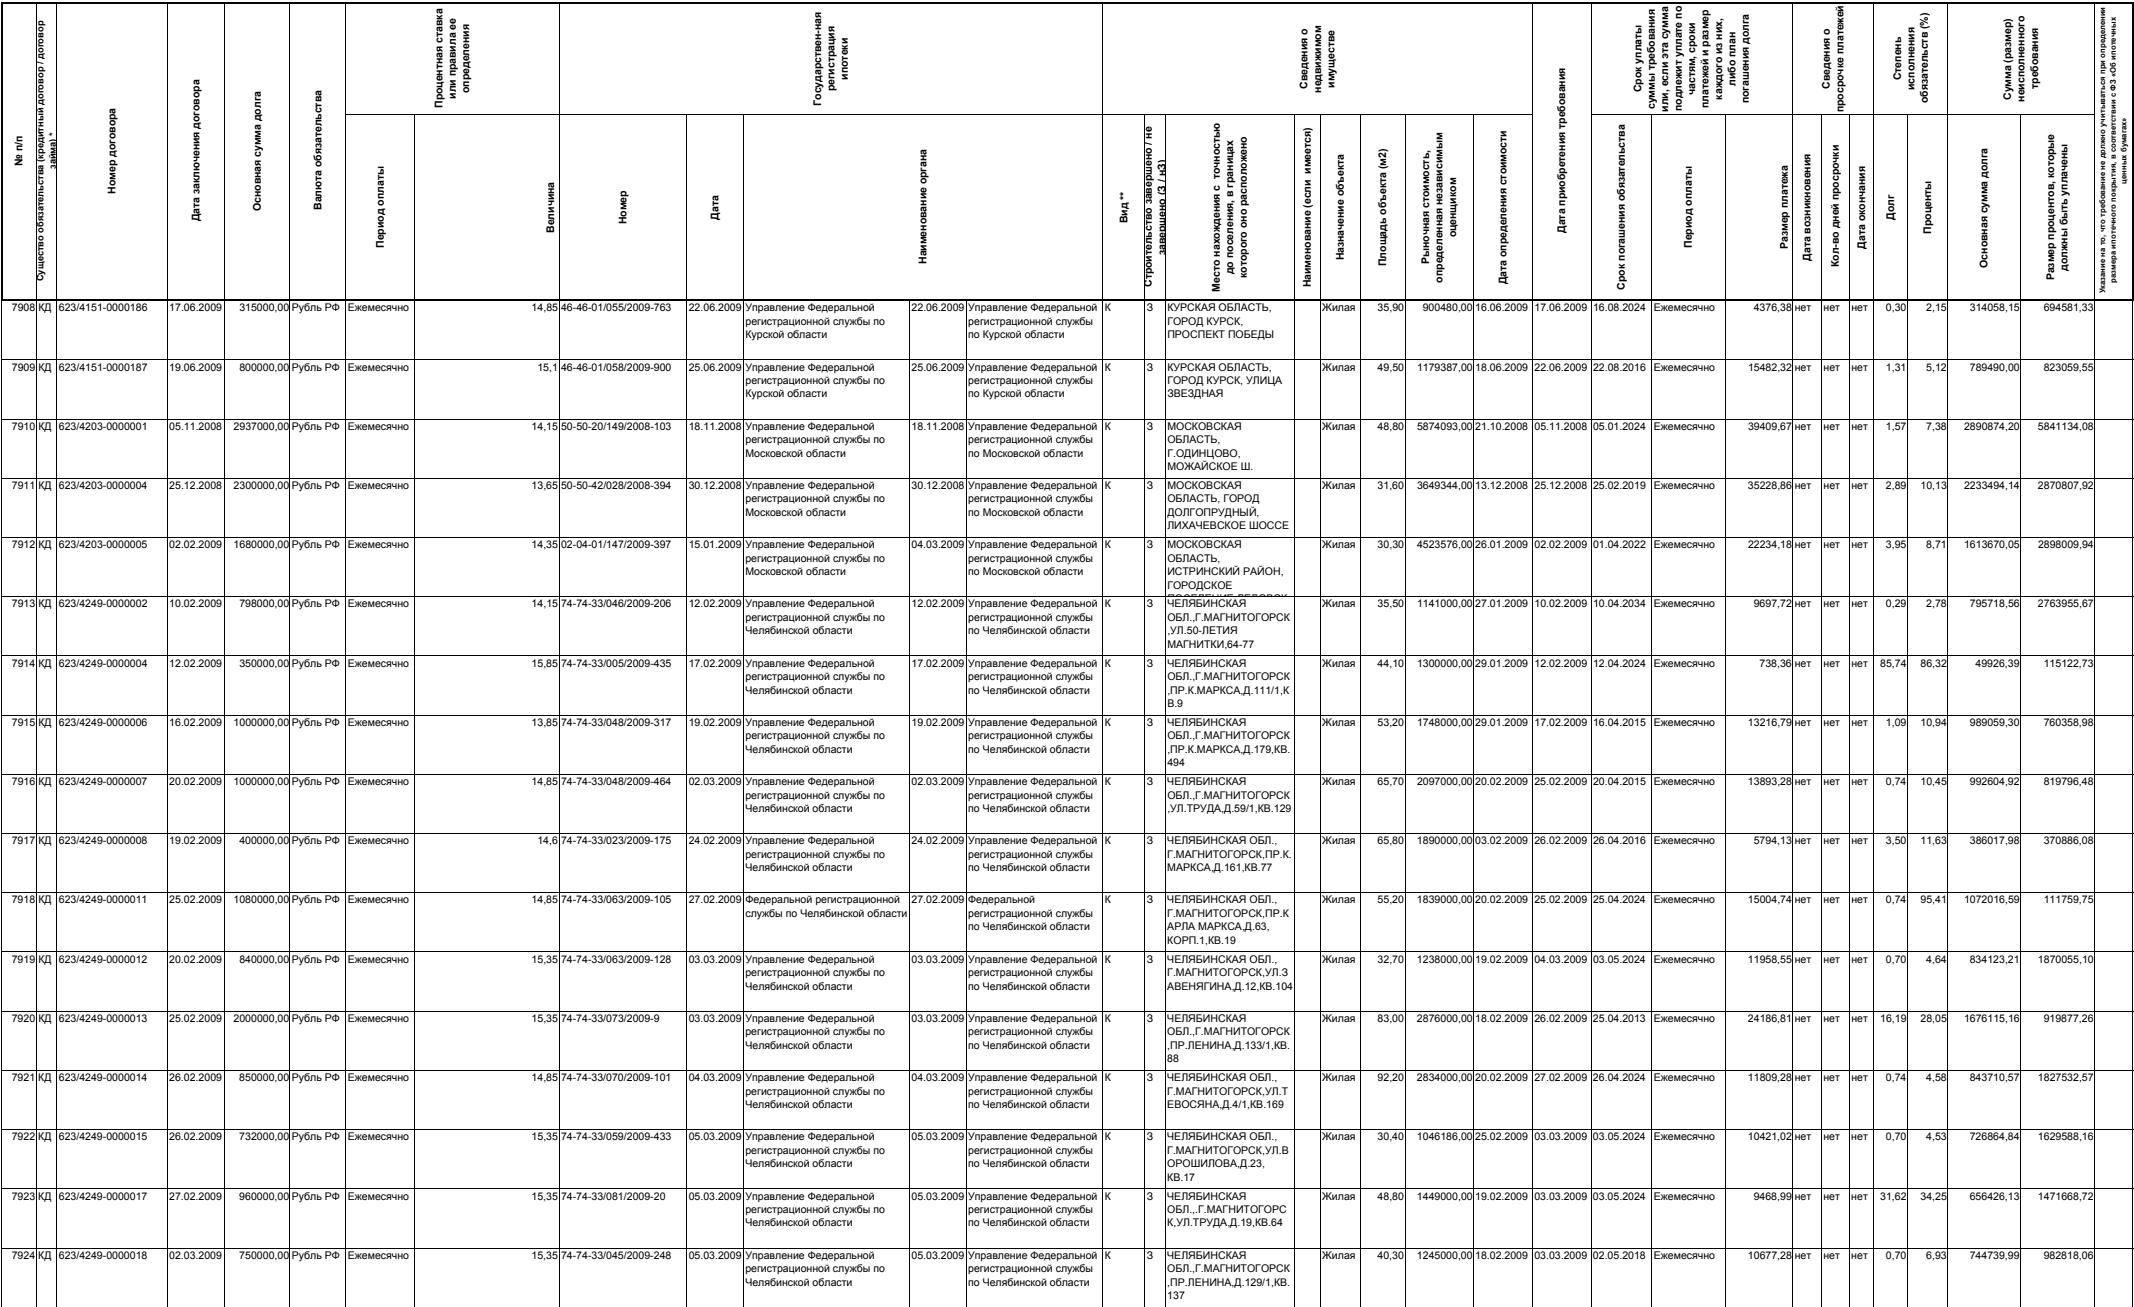 № п/п
Существо обязательства (кредитный договор / договор займа) *
Номер договора
Дата заключения договора
Основная сумма долга
Валюта обязательства
Процентная ставка
или правила ее
определения
Период оплаты
Величина
Государствен-ная
регистрация
ипотеки
Номер
Дата
Наименование органа
Сведения о
недвижимом
имуществе
Вид **
Строительство завершено / не
завершено (З / нЗ)
Место нахождения с точностью
до поселения, в границах
которого оно расположено
Наименование (если имеется)
Назначение объекта
Площадь объекта (м2)
Рыночная стоимость,
определенная независимым
оценщиком
Дата определения стоимости
Дата приобретения требования
Срок уплаты
суммы требования
или, если эта сумма
подлежит уплате по
частям, сроки
платежей и размер
каждого из них,
либо план
погашения долга
Срок погашения обязательства
Период оплаты
Размер платежа
Сведения о
просрочке платежей
Дата возникновения
Кол-во дней просрочки
Дата окончания
Степень
исполнения
обязательств (%)
Долг
Проценты
Сумма (размер)
неисполненного
требования
Основная сумма долга
Размер процентов, которые
должны быть уплачены
Указание на то, что требование не должно учитываться при определении
размера ипотечного покрытия, в соответствии с ФЗ «Об ипотечных
ценных бумагах»
7908 КД 623/4151-0000186 17.06.2009 315000,00 Рубль РФ Ежемесячно 14,85 46-46-01/055/2009-763 22.06.2009 Управление Федеральной 22.06.2009 Управление Федеральной К З КУРСКАЯ ОБЛАСТЬ, Жилая 35,90 900480,00 16.06.2009 17.06.2009 16.08.2024 Ежемесячно 4376,38 нет нет нет 0,30 2,15 314058,15 694581,33
регистрационной службы по регистрационной службы ГОРОД КУРСК,
Курской области по Курской области ПРОСПЕКТ ПОБЕДЫ
7909 КД 623/4151-0000187 19.06.2009 800000,00 Рубль РФ Ежемесячно 15,1 46-46-01/058/2009-900 25.06.2009 Управление Федеральной 25.06.2009 Управление Федеральной К З КУРСКАЯ ОБЛАСТЬ, Жилая 49,50 1179387,00 18.06.2009 22.06.2009 22.08.2016 Ежемесячно 15482,32 нет нет нет 1,31 5,12 789490,00 823059,55
регистрационной службы по регистрационной службы ГОРОД КУРСК, УЛИЦА
Курской области по Курской области ЗВЕЗДНАЯ
7910 КД 623/4203-0000001 05.11.2008 2937000,00 Рубль РФ Ежемесячно 14,15 50-50-20/149/2008-103 18.11.2008 Управление Федеральной 18.11.2008 Управление Федеральной К З МОСКОВСКАЯ Жилая 48,80 5874093,00 21.10.2008 05.11.2008 05.01.2024 Ежемесячно 39409,67 нет нет нет 1,57 7,38 2890874,20 5841134,08
регистрационной службы по регистрационной службы ОБЛАСТЬ,
Московской области по Московской области Г.ОДИНЦОВО,
МОЖАЙСКОЕ Ш.
7911 КД 623/4203-0000004 25.12.2008 2300000,00 Рубль РФ Ежемесячно 13,65 50-50-42/028/2008-394 30.12.2008 Управление Федеральной 30.12.2008 Управление Федеральной К З МОСКОВСКАЯ Жилая 31,60 3649344,00 13.12.2008 25.12.2008 25.02.2019 Ежемесячно 35228,86 нет нет нет 2,89 10,13 2233494,14 2870807,92
регистрационной службы по регистрационной службы ОБЛАСТЬ, ГОРОД
Московской области по Московской области ДОЛГОПРУДНЫЙ,
ЛИХАЧЕВСКОЕ ШОССЕ
7912 КД 623/4203-0000005 02.02.2009 1680000,00 Рубль РФ Ежемесячно 14,35 02-04-01/147/2009-397 15.01.2009 Управление Федеральной 04.03.2009 Управление Федеральной К З МОСКОВСКАЯ Жилая 30,30 4523576,00 26.01.2009 02.02.2009 01.04.2022 Ежемесячно 22234,18 нет нет нет 3,95 8,71 1613670,05 2898009,94
регистрационной службы по регистрационной службы ОБЛАСТЬ,
Московской области по Московской области ИСТРИНСКИЙ РАЙОН,
ГОРОДСКОЕ
7913 КД 623/4249-0000002 10.02.2009 798000,00 Рубль РФ Ежемесячно 14,15 74-74-33/046/2009-206 12.02.2009 Управление Федеральной 12.02.2009 Управление Федеральной К З ЧЕЛЯБИНСКАЯ Жилая 35,50 1141000,00 27.01.2009 10.02.2009 10.04.2034 Ежемесячно 9697,72 нет нет нет 0,29 2,78 795718,56 2763955,67
регистрационной службы по регистрационной службы ОБЛ.,Г.МАГНИТОГОРСК
Челябинской области по Челябинской области ,УЛ.50-ЛЕТИЯ
МАГНИТКИ,64-77
7914 КД 623/4249-0000004 12.02.2009 350000,00 Рубль РФ Ежемесячно 15,85 74-74-33/005/2009-435 17.02.2009 Управление Федеральной 17.02.2009 Управление Федеральной К З ЧЕЛЯБИНСКАЯ Жилая 44,10 1300000,00 29.01.2009 12.02.2009 12.04.2024 Ежемесячно 738,36 нет нет нет 85,74 86,32 49926,39 115122,73
регистрационной службы по регистрационной службы ОБЛ.,Г.МАГНИТОГОРСК
Челябинской области по Челябинской области ,ПР.К.МАРКСА,Д.111/1,К
В.9
7915 КД 623/4249-0000006 16.02.2009 1000000,00 Рубль РФ Ежемесячно 13,85 74-74-33/048/2009-317 19.02.2009 Управление Федеральной 19.02.2009 Управление Федеральной К З ЧЕЛЯБИНСКАЯ Жилая 53,20 1748000,00 29.01.2009 17.02.2009 16.04.2015 Ежемесячно 13216,79 нет нет нет 1,09 10,94 989059,30 760358,98
регистрационной службы по регистрационной службы ОБЛ.,Г.МАГНИТОГОРСК
Челябинской области по Челябинской области ,ПР.К.МАРКСА,Д.179,КВ.
494
7916 КД 623/4249-0000007 20.02.2009 1000000,00 Рубль РФ Ежемесячно 14,85 74-74-33/048/2009-464 02.03.2009 Управление Федеральной 02.03.2009 Управление Федеральной К З ЧЕЛЯБИНСКАЯ Жилая 65,70 2097000,00 20.02.2009 25.02.2009 20.04.2015 Ежемесячно 13893,28 нет нет нет 0,74 10,45 992604,92 819796,48
регистрационной службы по регистрационной службы ОБЛ.,Г.МАГНИТОГОРСК
Челябинской области по Челябинской области ,УЛ.ТРУДА,Д.59/1,КВ.129
7917 КД 623/4249-0000008 19.02.2009 400000,00 Рубль РФ Ежемесячно 14,6 74-74-33/023/2009-175 24.02.2009 Управление Федеральной 24.02.2009 Управление Федеральной К З ЧЕЛЯБИНСКАЯ ОБЛ., Жилая 65,80 1890000,00 03.02.2009 26.02.2009 26.04.2016 Ежемесячно 5794,13 нет нет нет 3,50 11,63 386017,98 370886,08
регистрационной службы по регистрационной службы Г.МАГНИТОГОРСК,ПР.К.
Челябинской области по Челябинской области МАРКСА,Д.161,КВ.77
7918 КД 623/4249-0000011 25.02.2009 1080000,00 Рубль РФ Ежемесячно 14,85 74-74-33/063/2009-105 27.02.2009 Федеральной регистрационной 27.02.2009 Федеральной К З ЧЕЛЯБИНСКАЯ ОБЛ., Жилая 55,20 1839000,00 20.02.2009 25.02.2009 25.04.2024 Ежемесячно 15004,74 нет нет нет 0,74 95,41 1072016,59 111759,75
службы по Челябинской области регистрационной службы Г.МАГНИТОГОРСК,ПР.К
по Челябинской области АРЛА МАРКСА,Д.63,
КОРП.1,КВ.19
7919 КД 623/4249-0000012 20.02.2009 840000,00 Рубль РФ Ежемесячно 15,35 74-74-33/063/2009-128 03.03.2009 Управление Федеральной 03.03.2009 Управление Федеральной К З ЧЕЛЯБИНСКАЯ ОБЛ., Жилая 32,70 1238000,00 19.02.2009 04.03.2009 03.05.2024 Ежемесячно 11958,55 нет нет нет 0,70 4,64 834123,21 1870055,10
регистрационной службы по регистрационной службы Г.МАГНИТОГОРСК,УЛ.З
Челябинской области по Челябинской области АВЕНЯГИНА,Д.12,КВ.104
7920 КД 623/4249-0000013 25.02.2009 2000000,00 Рубль РФ Ежемесячно 15,35 74-74-33/073/2009-9 03.03.2009 Управление Федеральной 03.03.2009 Управление Федеральной К З ЧЕЛЯБИНСКАЯ Жилая 83,00 2876000,00 18.02.2009 26.02.2009 25.04.2013 Ежемесячно 24186,81 нет нет нет 16,19 28,05 1676115,16 919877,26
регистрационной службы по регистрационной службы ОБЛ.,Г.МАГНИТОГОРСК
Челябинской области по Челябинской области ,ПР.ЛЕНИНА,Д.133/1,КВ.
88
7921 КД 623/4249-0000014 26.02.2009 850000,00 Рубль РФ Ежемесячно 14,85 74-74-33/070/2009-101 04.03.2009 Управление Федеральной 04.03.2009 Управление Федеральной К З ЧЕЛЯБИНСКАЯ ОБЛ., Жилая 92,20 2834000,00 20.02.2009 27.02.2009 26.04.2024 Ежемесячно 11809,28 нет нет нет 0,74 4,58 843710,57 1827532,57
регистрационной службы по регистрационной службы Г.МАГНИТОГОРСК,УЛ.Т
Челябинской области по Челябинской области ЕВОСЯНА,Д.4/1,КВ.169
7922 КД 623/4249-0000015 26.02.2009 732000,00 Рубль РФ Ежемесячно 15,35 74-74-33/059/2009-433 05.03.2009 Управление Федеральной 05.03.2009 Управление Федеральной К З ЧЕЛЯБИНСКАЯ ОБЛ., Жилая 30,40 1046186,00 25.02.2009 03.03.2009 03.05.2024 Ежемесячно 10421,02 нет нет нет 0,70 4,53 726864,84 1629588,16
регистрационной службы по регистрационной службы Г.МАГНИТОГОРСК,УЛ.В
Челябинской области по Челябинской области ОРОШИЛОВА,Д.23,
КВ.17
7923 КД 623/4249-0000017 27.02.2009 960000,00 Рубль РФ Ежемесячно 15,35 74-74-33/081/2009-20 05.03.2009 Управление Федеральной 05.03.2009 Управление Федеральной К З ЧЕЛЯБИНСКАЯ Жилая 48,80 1449000,00 19.02.2009 03.03.2009 03.05.2024 Ежемесячно 9468,99 нет нет нет 31,62 34,25 656426,13 1471668,72
регистрационной службы по регистрационной службы ОБЛ.,.Г.МАГНИТОГОРС
Челябинской области по Челябинской области К,УЛ.ТРУДА,Д.19,КВ.64
7924 КД 623/4249-0000018 02.03.2009 750000,00 Рубль РФ Ежемесячно 15,35 74-74-33/045/2009-248 05.03.2009 Управление Федеральной 05.03.2009 Управление Федеральной К З ЧЕЛЯБИНСКАЯ Жилая 40,30 1245000,00 18.02.2009 03.03.2009 02.05.2018 Ежемесячно 10677,28 нет нет нет 0,70 6,93 744739,99 982818,06
регистрационной службы по регистрационной службы ОБЛ.,Г.МАГНИТОГОРСК
Челябинской области по Челябинской области ,ПР.ЛЕНИНА,Д.129/1,КВ.
137